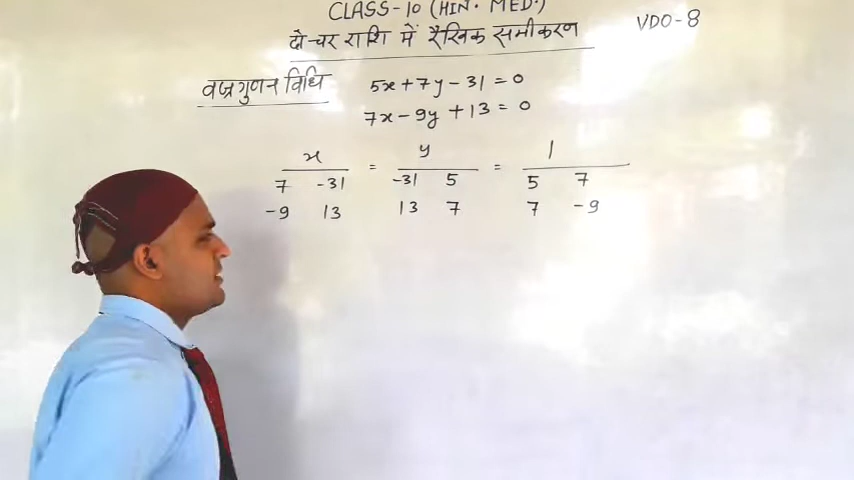 CLASS-10 (HIN. MED.)
दो चर राशि में रैखिक समीकरण VDO-8
वज्रगुणन विधि 5x+7y-31=0
7x-9y+13=0
x = y = 1
7 -31 -31 5 5 7
-9 13 13 7 7 -9